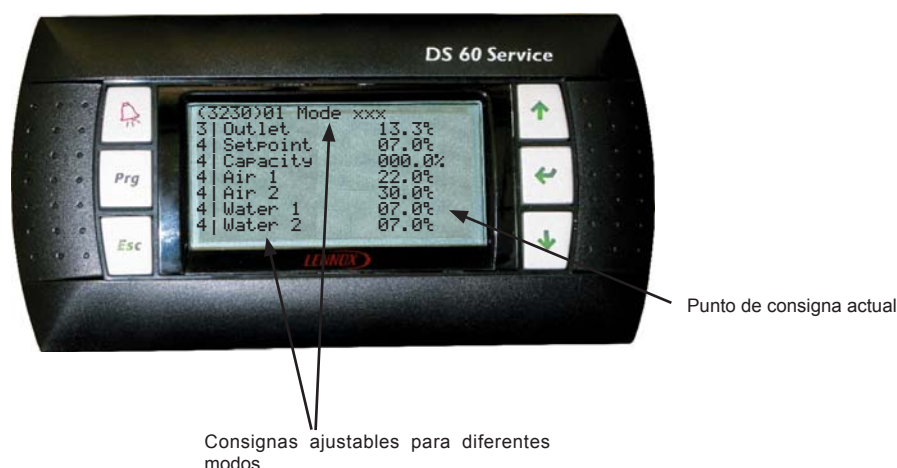 DS 60 Service
(3230)01 Mode xxx
3|Outlet 13.3℃
4|Setpoint 07.0℃
4|Capacity 000.0%
4|Air 1 22.0℃
4|Air 2 30.0℃
4|Water 1 07.0℃
4|Water 2 07.0℃
Prg
Esc
LENNOX
Punto de consigna actual
Consignas ajustables para diferentes
modos